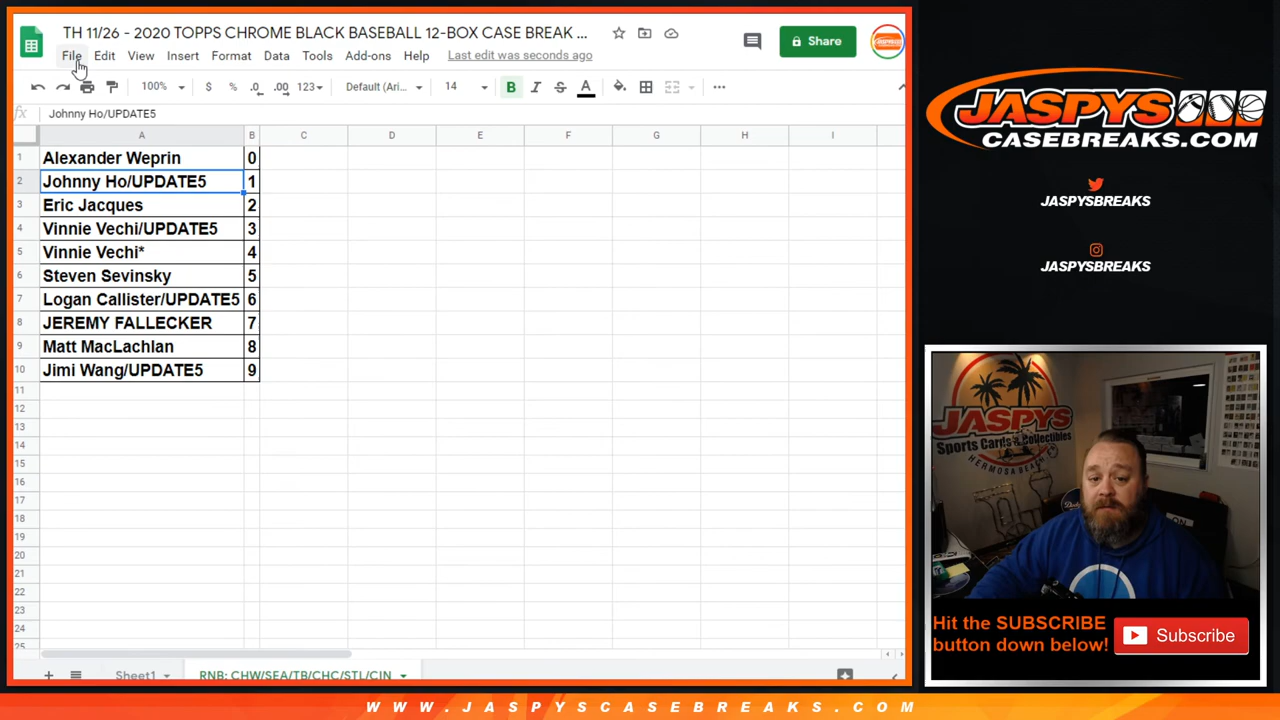 TH 11/26 - 2020 TOPPS CHROME BLACK BASEBALL 12-BOX CASE BREAK ...
Share
File Edit View Insert Format Data Tools Add-ons Help Last edit was seconds ago
100% $ % .0 .00 123 Default (Ari... 14 B I S A
fx Johnny Ho/UPDATE5
A B C D E F G H I
1 Alexander Weprin 0
2 Johnny Ho/UPDATE5 1
3 Eric Jacques 2
4 Vinnie Vechi/UPDATE5 3
5 Vinnie Vechi* 4
6 Steven Sevinsky 5
7 Logan Callister/UPDATE5 6
8 JEREMY FALLECKER 7
9 Matt MacLachlan 8
10 Jimi Wang/UPDATE5 9
11
12
13
14
15
16
17
18
19
20
21
22
23
24
25
Sheet1 RNB: CHW/SEA/TB/CHC/STL/CIN
JASPYS
CASEBREAKS.COM
JASPYSBREAKS
JASPYSBREAKS
JASPYS
Sports Cards & Collectibles
HERMOSA BEACH
Hit the SUBSCRIBE
button down below!
Subscribe
WWW.JASPYSCASEBREAKS.COM